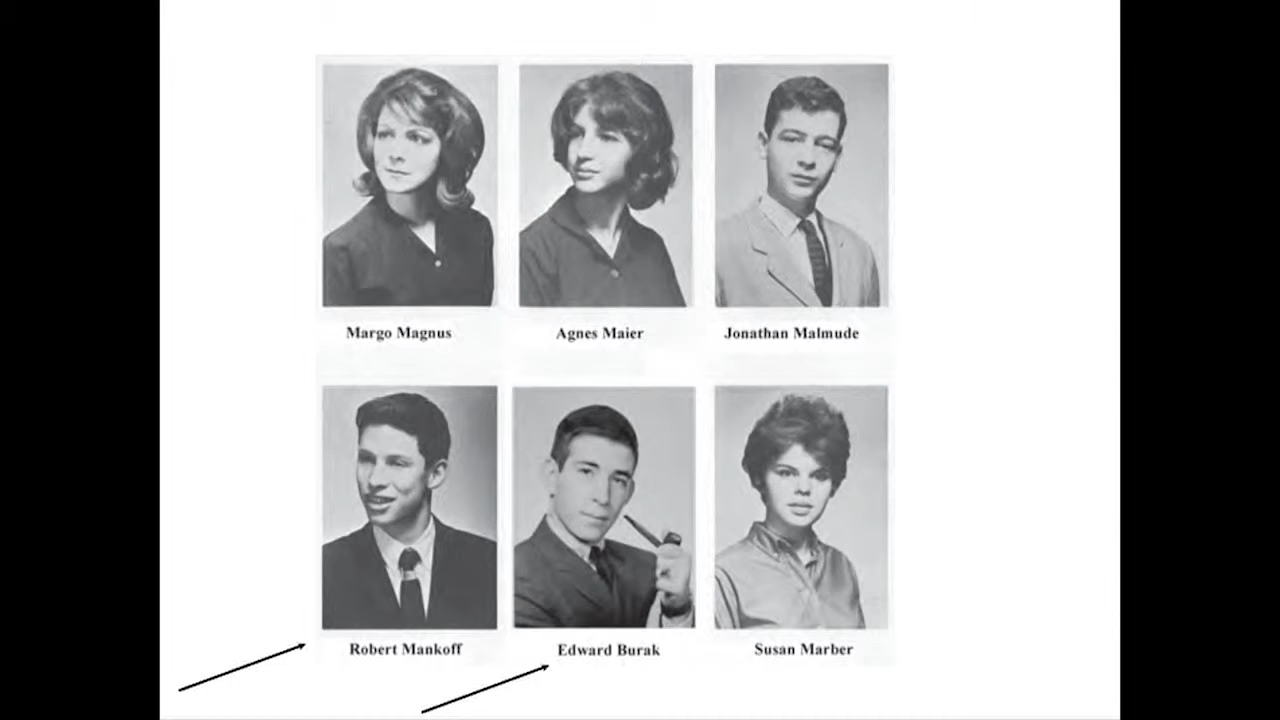 Margo Magnus
Agnes Maier
Jonathan Malmude
Robert Mankoff
Edward Burak
Susan Marber